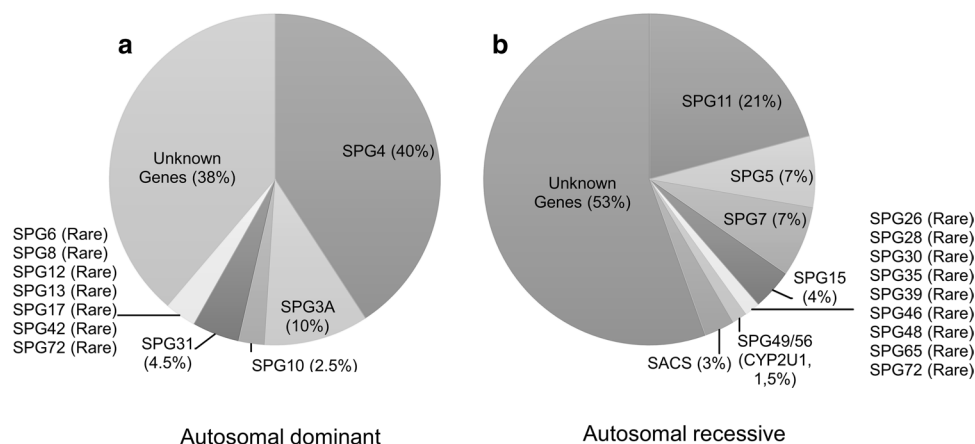 a
SPG4 (40%)
Unknown
Genes (38%)
SPG3A
(10%)
SPG10 (2.5%)
SPG31
(4.5%)
SPG6 (Rare)
SPG8 (Rare)
SPG12 (Rare)
SPG13 (Rare)
SPG17 (Rare)
SPG42 (Rare)
SPG72 (Rare)
Autosomal dominant
b
SPG11 (21%)
SPG5 (7%)
SPG7 (7%)
SPG15
(4%)
Unknown
Genes (53%)
SACS (3%)
SPG49/56
(CYP2U1,
1,5%)
SPG26 (Rare)
SPG28 (Rare)
SPG30 (Rare)
SPG35 (Rare)
SPG39 (Rare)
SPG46 (Rare)
SPG48 (Rare)
SPG65 (Rare)
SPG72 (Rare)
Autosomal recessive